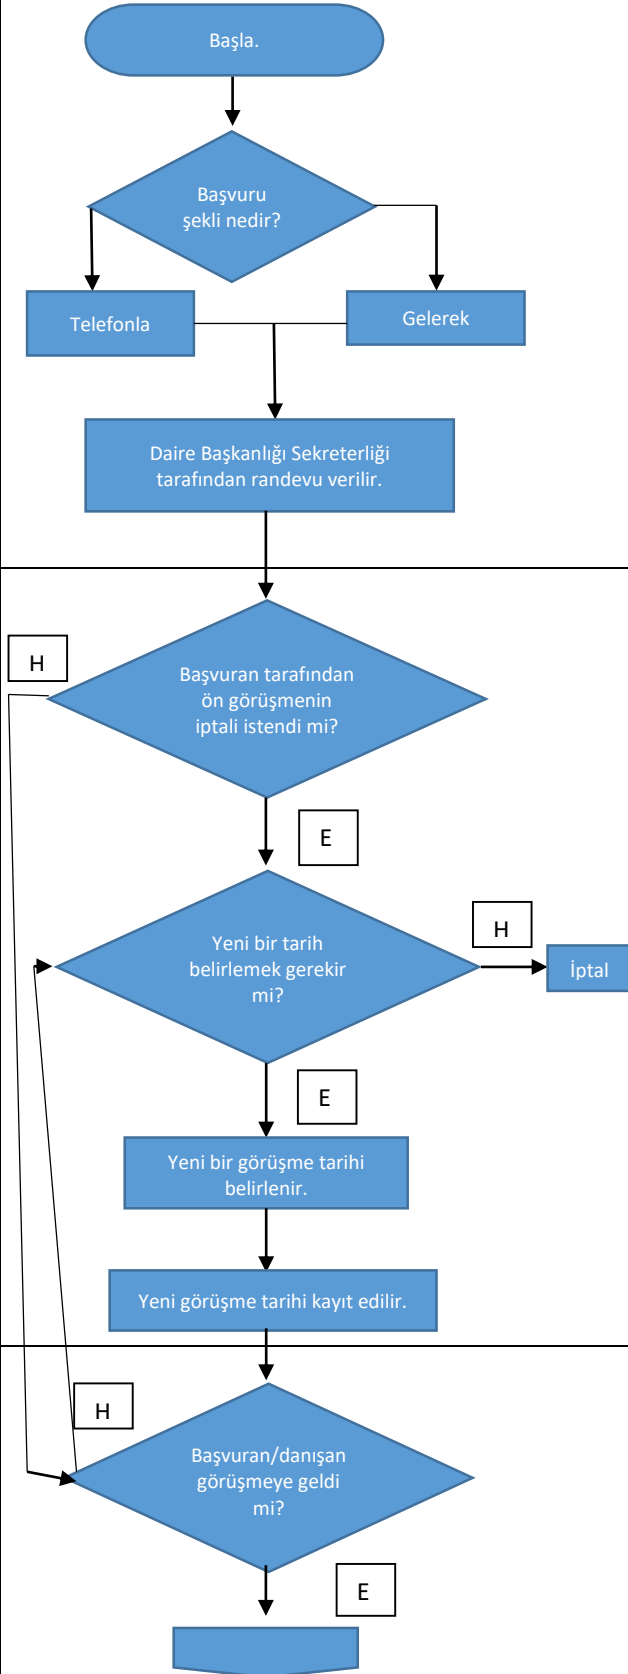 Başla.
Başvuru
şekli nedir?
Telefonla
Gelerek
Daire Başkanlığı Sekreterliği
tarafından randevu verilir.
H
Başvuran tarafından
ön görüşmenin
iptali istendi mi?
E
Yeni bir tarih
belirlemek gerekir
mi?
H
İptal
E
Yeni bir görüşme tarihi
belirlenir.
Yeni görüşme tarihi kayıt edilir.
H
Başvuran/danışan
görüşmeye geldi
mi?
E